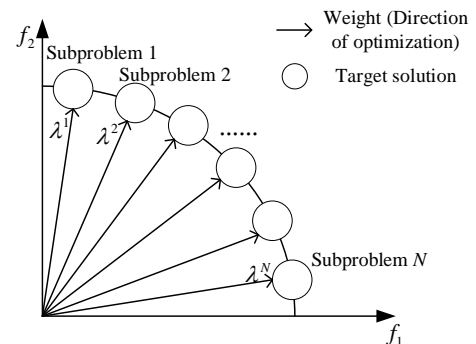 f₂
Subproblem 1
Subproblem 2
Weight (Direction
of optimization)
Target solution
......
λ¹
λ²
λᴺ
Subproblem N
f₁